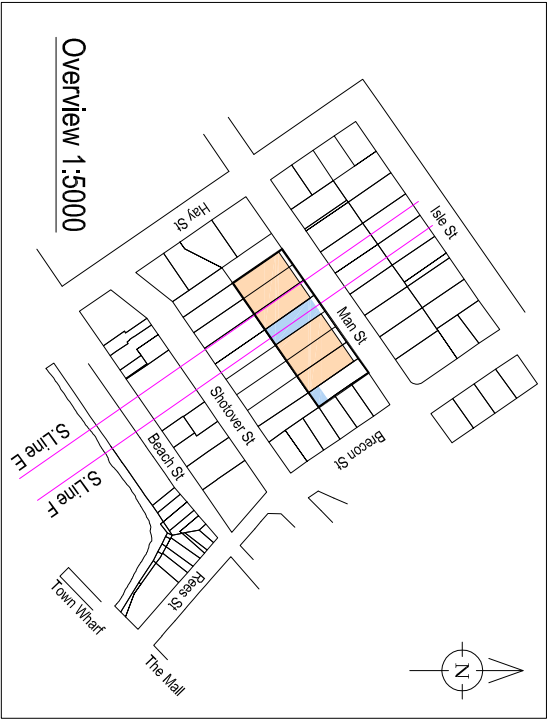 Overview 1:5000
Isle St
Hay St
Man St
Shotover St
Brecon St
Beach St
S.Line E
S.Line F
Rees St
Town Wharf
The Mall
N